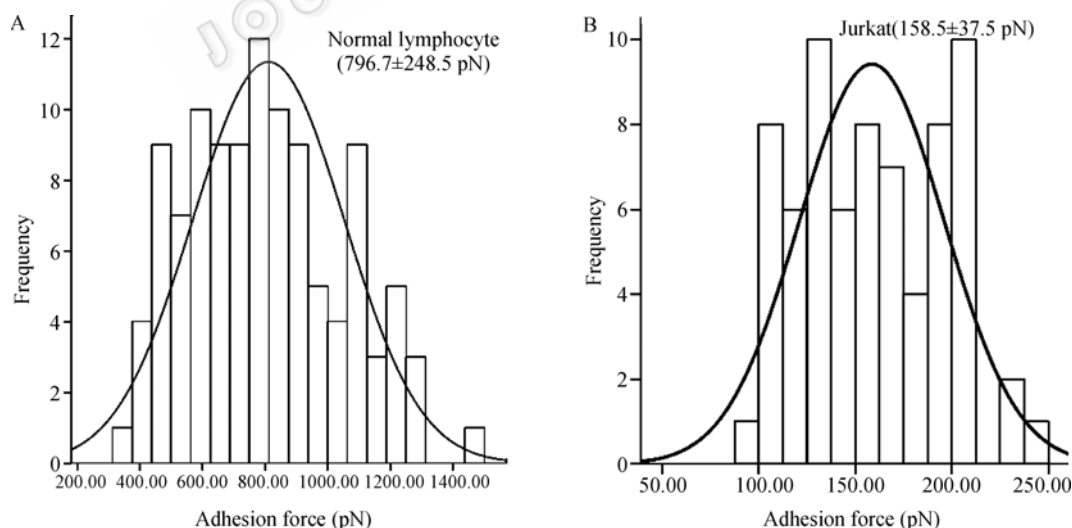 A
JOU
Normal lymphocyte
(796.7±248.5 pN)
12
10
8
6
4
2
0
Frequency
200.00 400.00 600.00 800.00 1000.00 1200.00 1400.00
Adhesion force (pN)
B
Jurkat(158.5±37.5 pN)
10
8
6
4
2
0
Frequency
50.00 100.00 150.00 200.00 250.00
Adhesion force (pN)